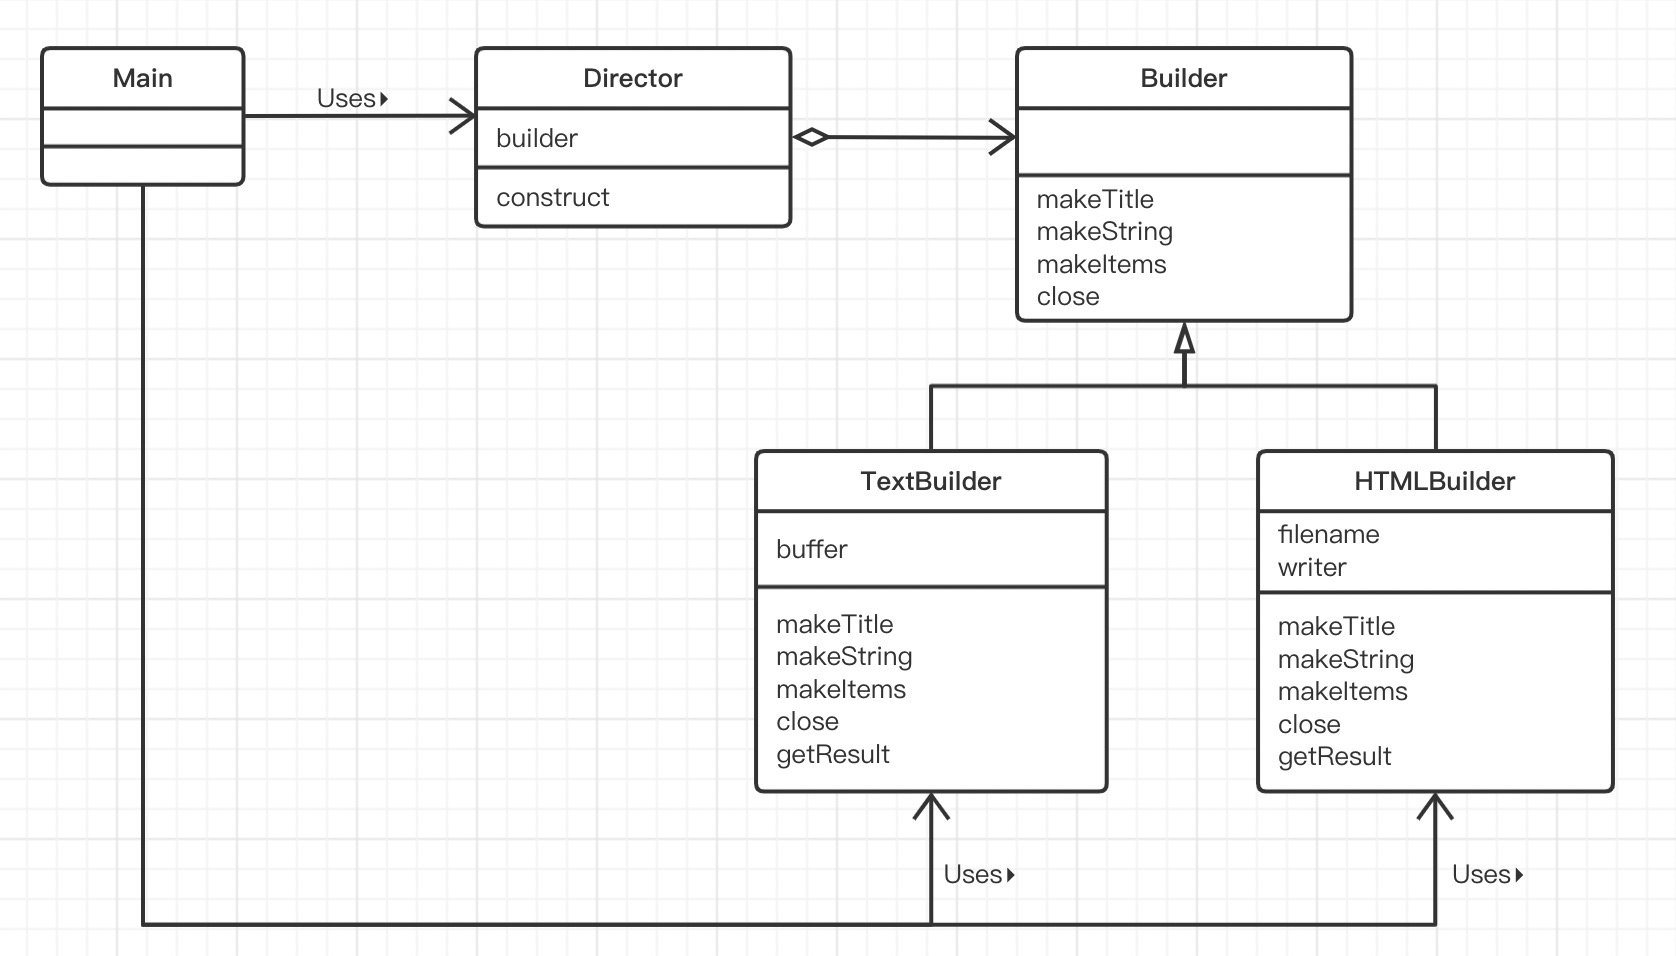 Main
Uses
Director
builder
construct
Builder
makeTitle
makeString
makeItems
close
TextBuilder
buffer
makeTitle
makeString
makeItems
close
getResult
HTMLBuilder
filename
writer
makeTitle
makeString
makeItems
close
getResult
Uses
Uses